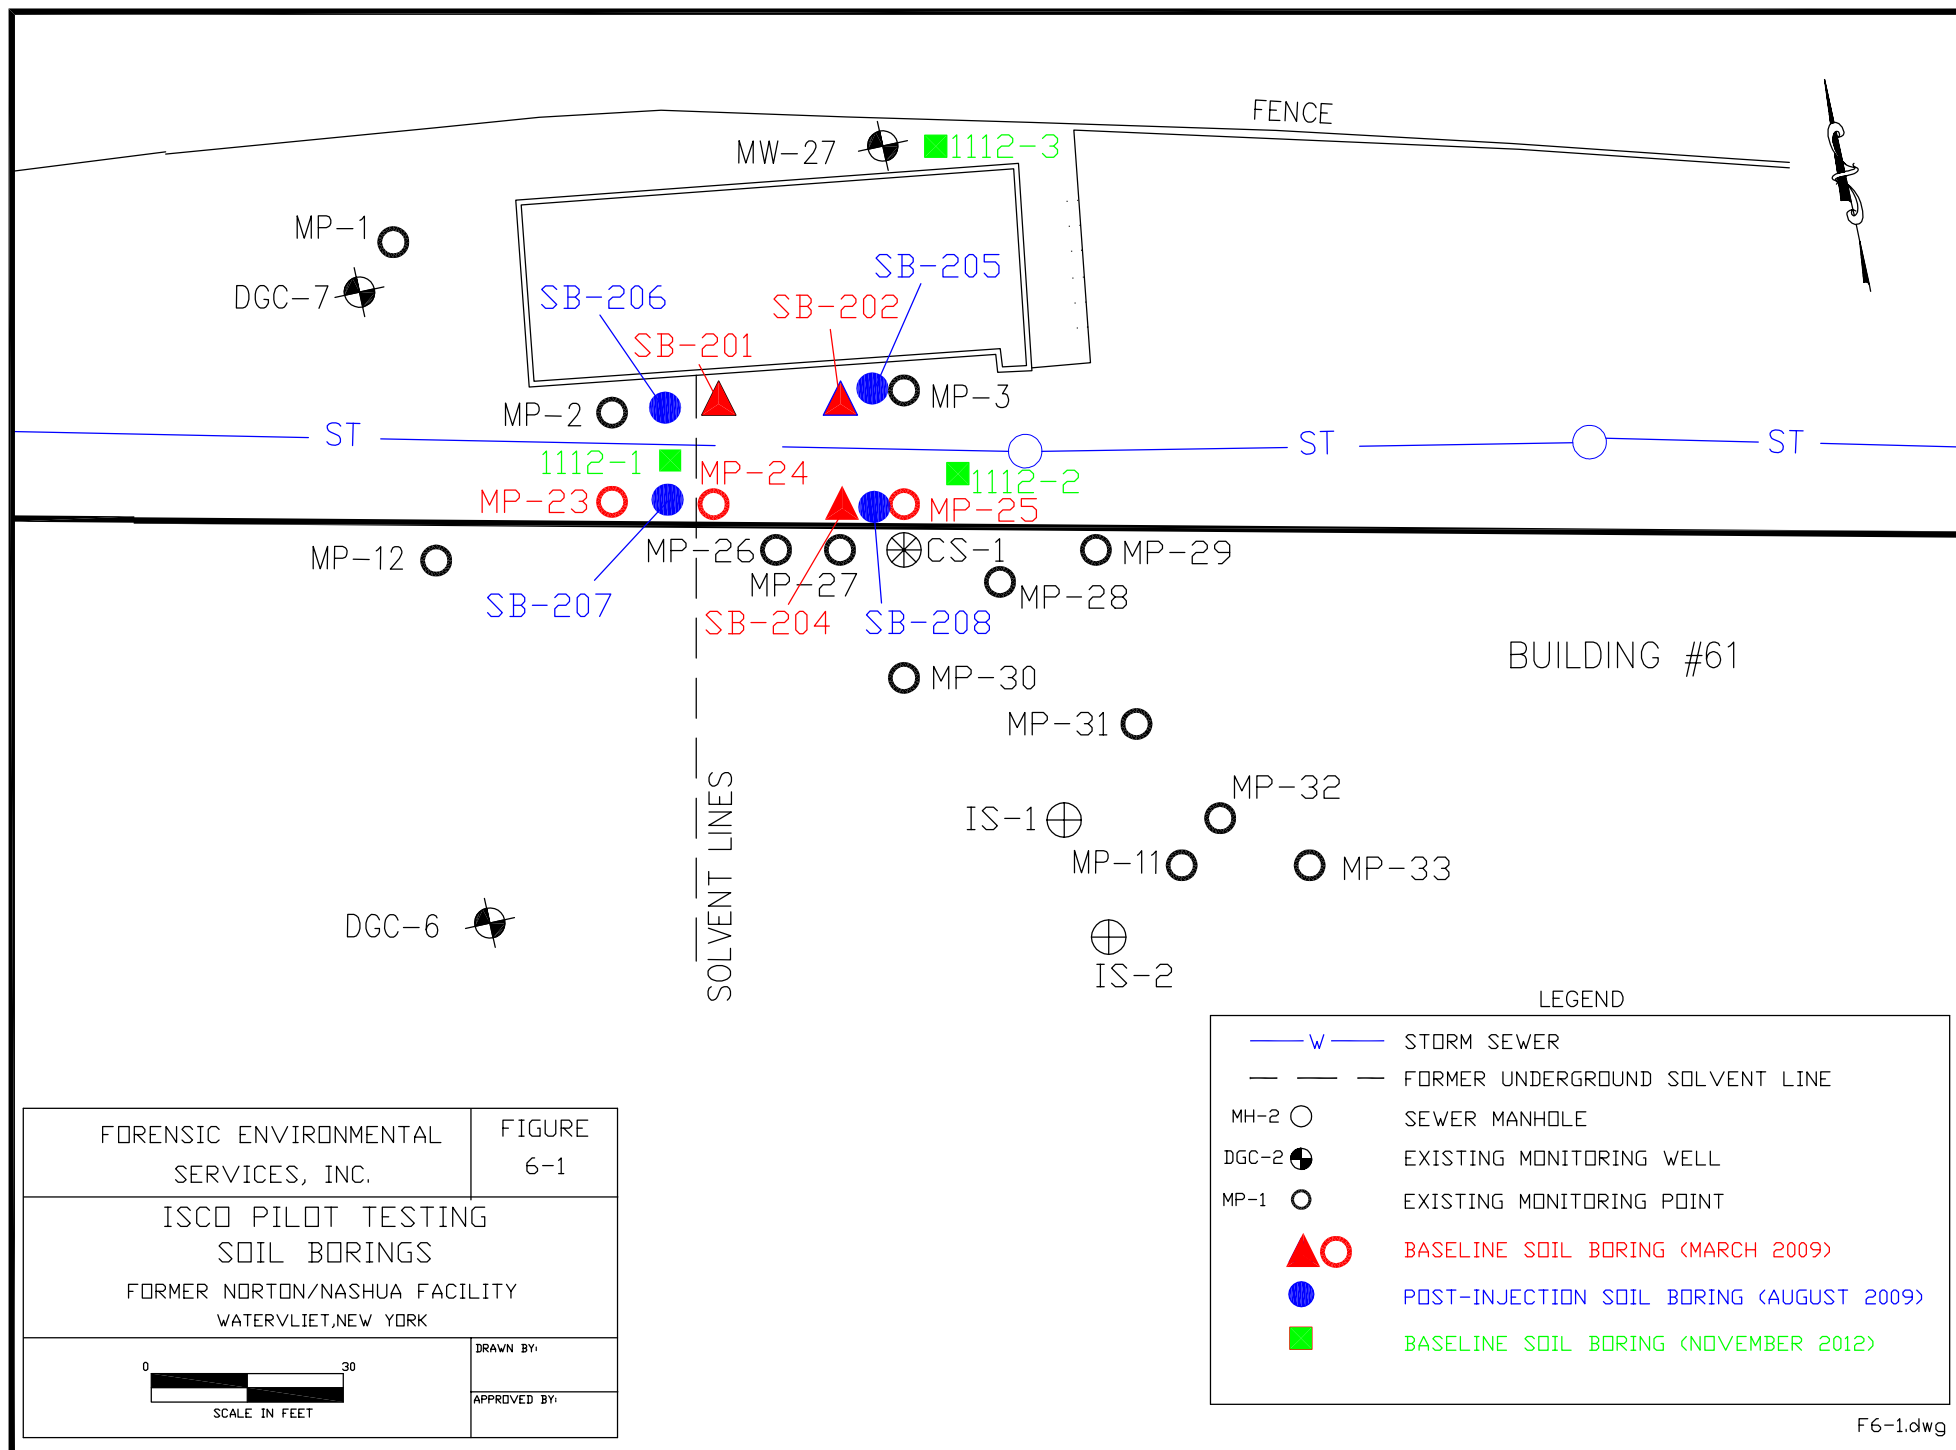 FENCE
MW-27
1112-3
MP-1
DGC-7
SB-205
SB-206
SB-202
SB-201
MP-2
MP-3
ST
ST
ST
1112-1
MP-24
1112-2
MP-23
MP-25
MP-12
MP-26
CS-1
MP-29
MP-27
MP-28
SB-207
SB-204
SB-208
BUILDING #61
MP-30
MP-31
SOLVENT LINES
MP-32
IS-1
MP-11
MP-33
DGC-6
IS-2
LEGEND
W STORM SEWER
FORMER UNDERGROUND SOLVENT LINE
MH-2 SEWER MANHOLE
DGC-2 EXISTING MONITORING WELL
MP-1 EXISTING MONITORING POINT
BASELINE SOIL BORING (MARCH 2009)
POST-INJECTION SOIL BORING (AUGUST 2009)
BASELINE SOIL BORING (NOVEMBER 2012)
FORENSIC ENVIRONMENTAL
SERVICES, INC.
FIGURE
6-1
ISCO PILOT TESTING
SOIL BORINGS
FORMER NORTON/NASHUA FACILITY
WATERVLIET,NEW YORK
0 30
SCALE IN FEET
DRAWN BY:
APPROVED BY:
F6-1.dwg